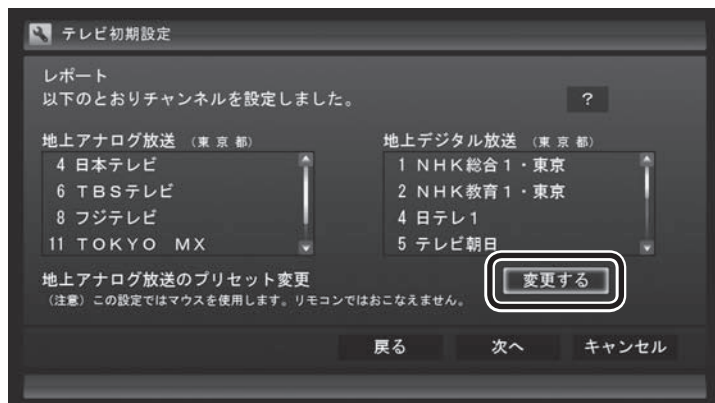 テレビ初期設定
レポート
以下のとおりチャンネルを設定しました。
?
地上アナログ放送 （東京都）
4 日本テレビ
6 TBSテレビ
8 フジテレビ
11 TOKYO MX
地上デジタル放送 （東京都）
1 NHK総合1・東京
2 NHK教育1・東京
4 日テレ1
5 テレビ朝日
地上アナログ放送のプリセット変更
変更する
（注意）この設定ではマウスを使用します。リモコンではおこなえません。
戻る 次へ キャンセル